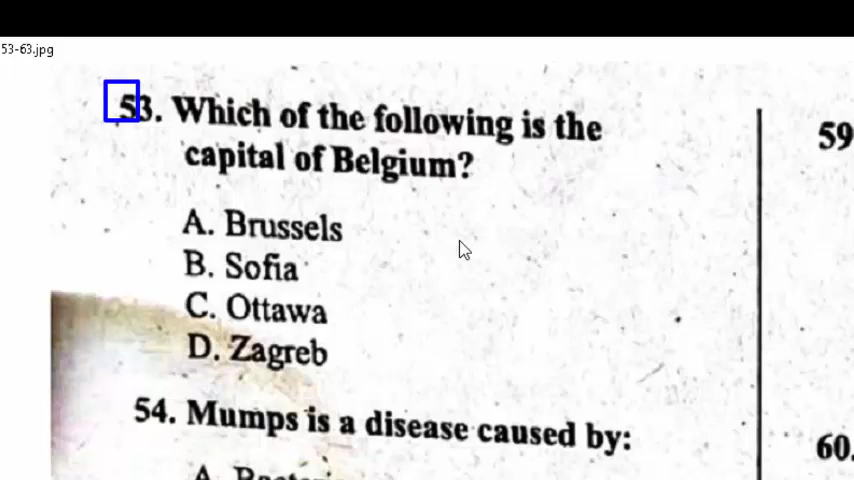 53-63.jpg
53. Which of the following is the
capital of Belgium?
A. Brussels
B. Sofia
C. Ottawa
D. Zagreb
54. Mumps is a disease caused by:
A.
59
60.